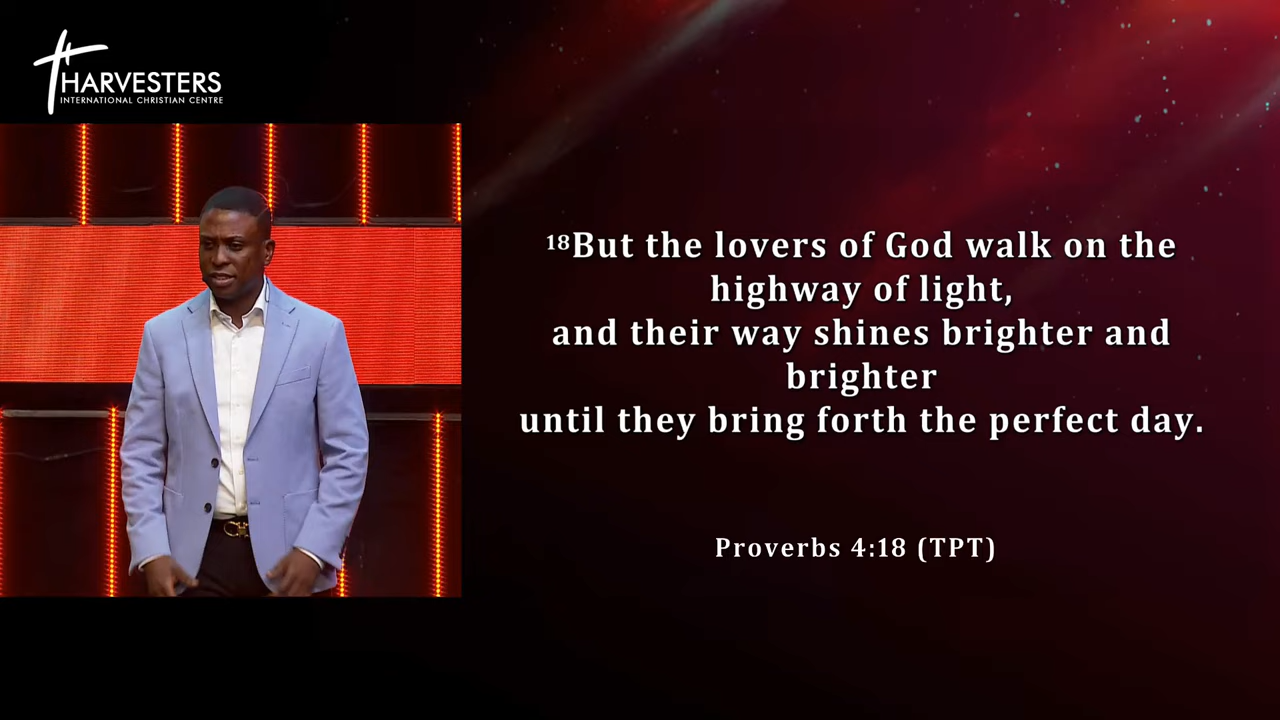 HARVESTERS
INTERNATIONAL CHRISTIAN CENTRE
¹⁸But the lovers of God walk on the
highway of light,
and their way shines brighter and
brighter
until they bring forth the perfect day.
Proverbs 4:18 (TPT)